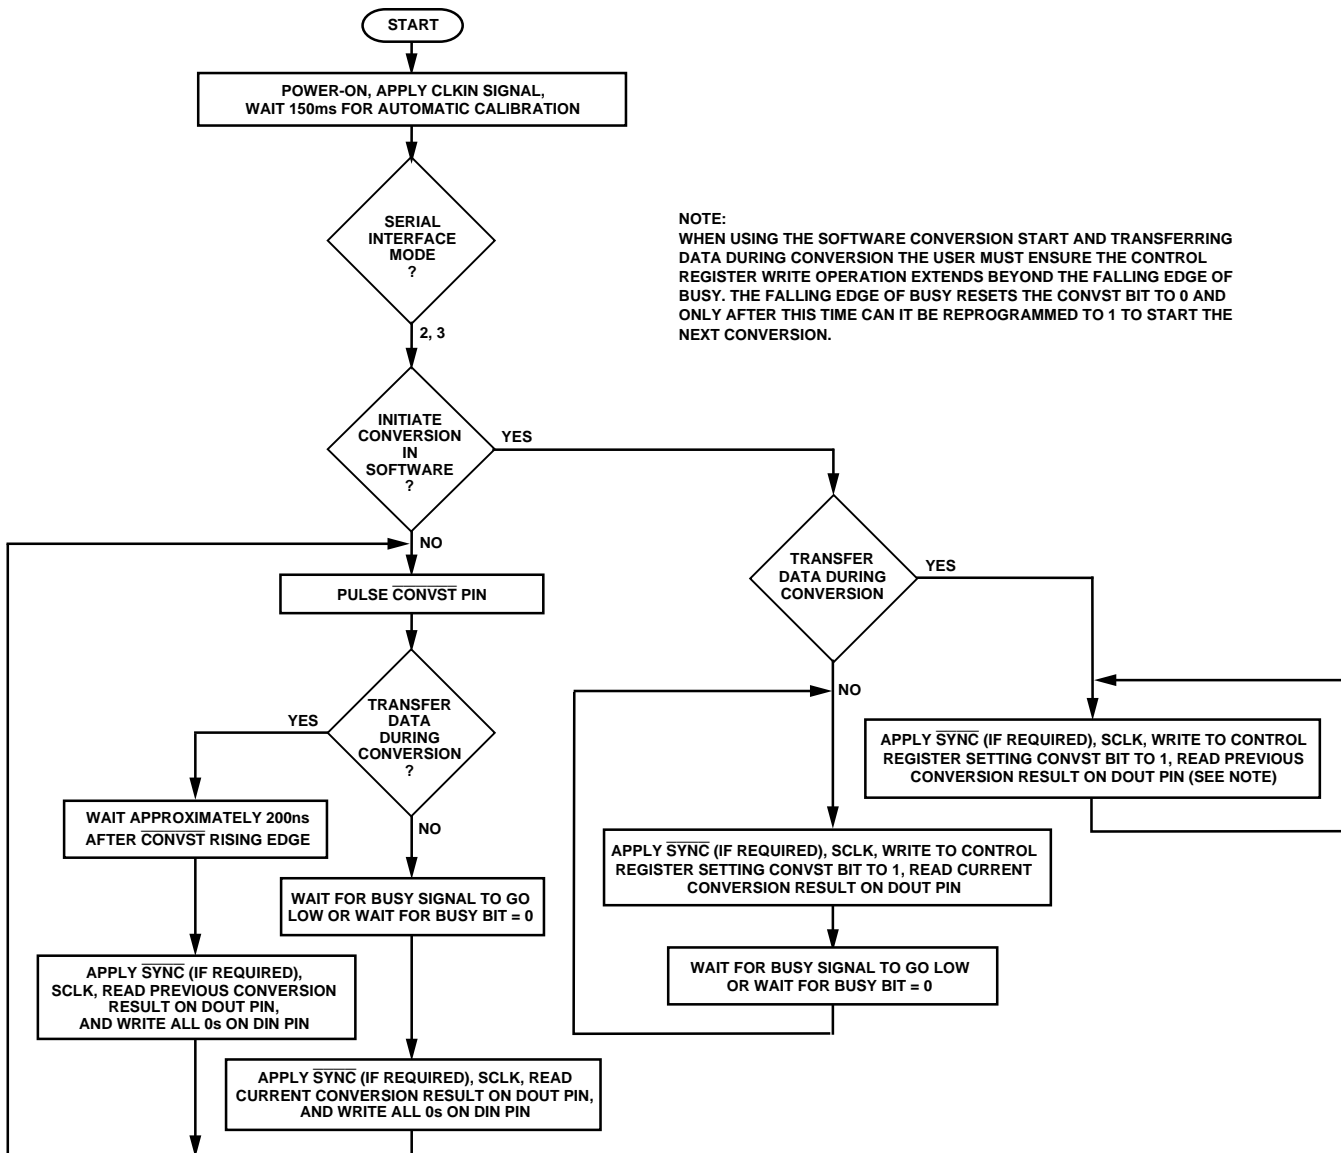 START
POWER-ON, APPLY CLKIN SIGNAL,
WAIT 150ms FOR AUTOMATIC CALIBRATION
SERIAL
INTERFACE
MODE
?
2, 3
NOTE:
WHEN USING THE SOFTWARE CONVERSION START AND TRANSFERRING
DATA DURING CONVERSION THE USER MUST ENSURE THE CONTROL
REGISTER WRITE OPERATION EXTENDS BEYOND THE FALLING EDGE OF
BUSY. THE FALLING EDGE OF BUSY RESETS THE CONVST BIT TO 0 AND
ONLY AFTER THIS TIME CAN IT BE REPROGRAMMED TO 1 TO START THE
NEXT CONVERSION.
INITIATE
CONVERSION
IN
SOFTWARE
?
YES
NO
PULSE CONVST PIN
TRANSFER
DATA
DURING
CONVERSION
?
YES
NO
WAIT APPROXIMATELY 200ns
AFTER CONVST RISING EDGE
APPLY SYNC (IF REQUIRED),
SCLK, READ PREVIOUS CONVERSION
RESULT ON DOUT PIN,
AND WRITE ALL 0s ON DIN PIN
WAIT FOR BUSY SIGNAL TO GO
LOW OR WAIT FOR BUSY BIT = 0
APPLY SYNC (IF REQUIRED), SCLK, READ
CURRENT CONVERSION RESULT ON DOUT PIN,
AND WRITE ALL 0s ON DIN PIN
TRANSFER
DATA DURING
CONVERSION
YES
NO
APPLY SYNC (IF REQUIRED), SCLK, WRITE TO CONTROL
REGISTER SETTING CONVST BIT TO 1, READ CURRENT
CONVERSION RESULT ON DOUT PIN
WAIT FOR BUSY SIGNAL TO GO LOW
OR WAIT FOR BUSY BIT = 0
APPLY SYNC (IF REQUIRED), SCLK, WRITE TO CONTROL
REGISTER SETTING CONVST BIT TO 1, READ PREVIOUS
CONVERSION RESULT ON DOUT PIN (SEE NOTE)